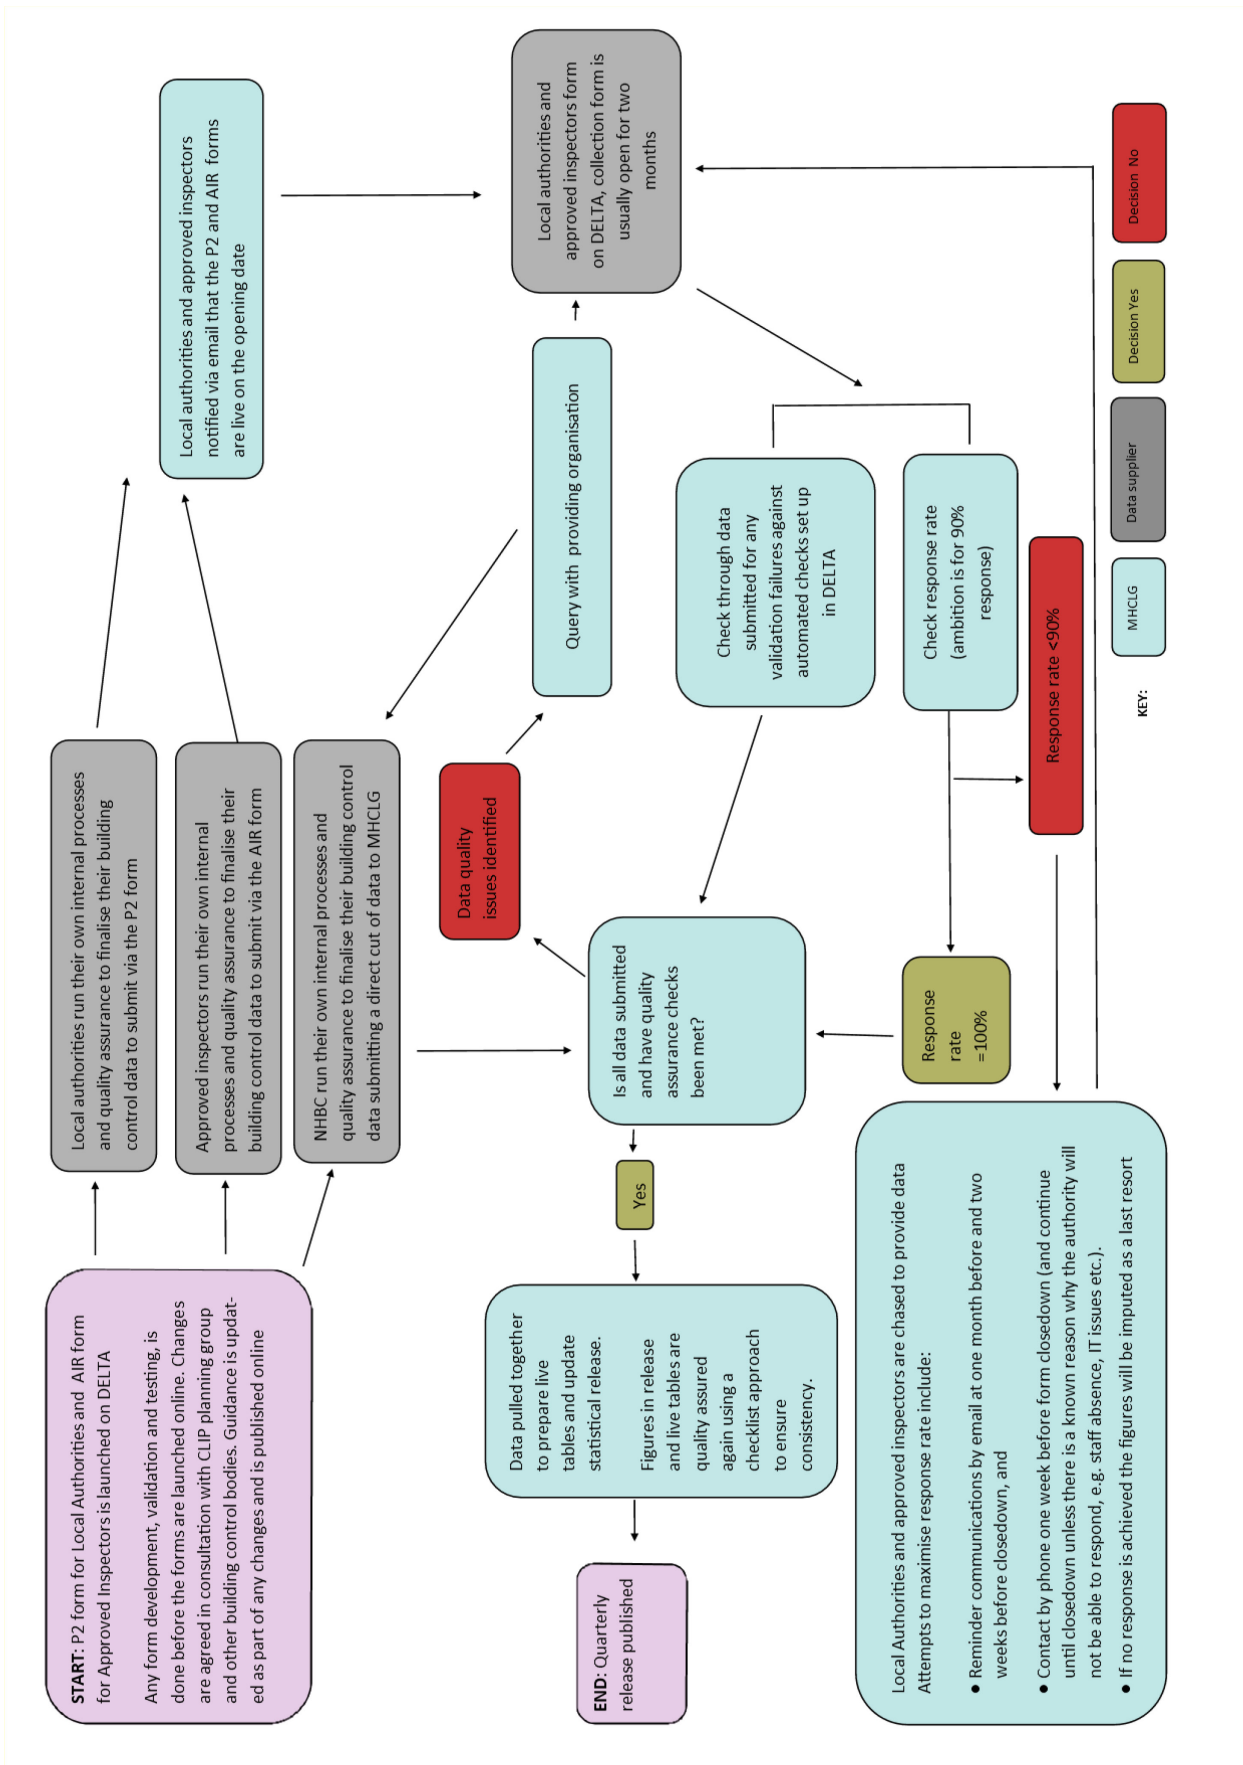 START: P2 form for Local Authorities and AIR form
for Approved Inspectors is launched on DELTA
Any form development, validation and testing, is
done before the forms are launched online. Changes
are agreed in consultation with CLIP planning group
and other building control bodies. Guidance is updat-
ed as part of any changes and is published online
Local authorities run their own internal processes
and quality assurance to finalise their building
control data to submit via the P2 form
Approved inspectors run their own internal
processes and quality assurance to finalise their
building control data to submit via the AIR form
NHBC run their own internal processes and
quality assurance to finalise their building control
data submitting a direct cut of data to MHCLG
Local authorities and approved inspectors
notified via email that the P2 and AIR forms
are live on the opening date
Local authorities and
approved inspectors form
on DELTA, collection form is
usually open for two
months
Query with providing organisation
Data quality
issues identified
Check through data
submitted for any
validation failures against
automated checks set up
in DELTA
Check response rate
(ambition is for 90%
response)
Response rate <90%
Response
rate
=100%
Is all data submitted
and have quality
assurance checks
been met?
Yes
Data pulled together
to prepare live
tables and update
statistical release.
Figures in release
and live tables are
quality assured
again using a
checklist approach
to ensure
consistency.
END: Quarterly
release published
Local Authorities and approved inspectors are chased to provide data
Attempts to maximise response rate include:
● Reminder communications by email at one month before and two
weeks before closedown, and
● Contact by phone one week before form closedown (and continue
until closedown unless there is a known reason why the authority will
not be able to respond, e.g. staff absence, IT issues etc.).
● If no response is achieved the figures will be imputed as a last resort
KEY:
MHCLG
Data supplier
Decision Yes
Decision No